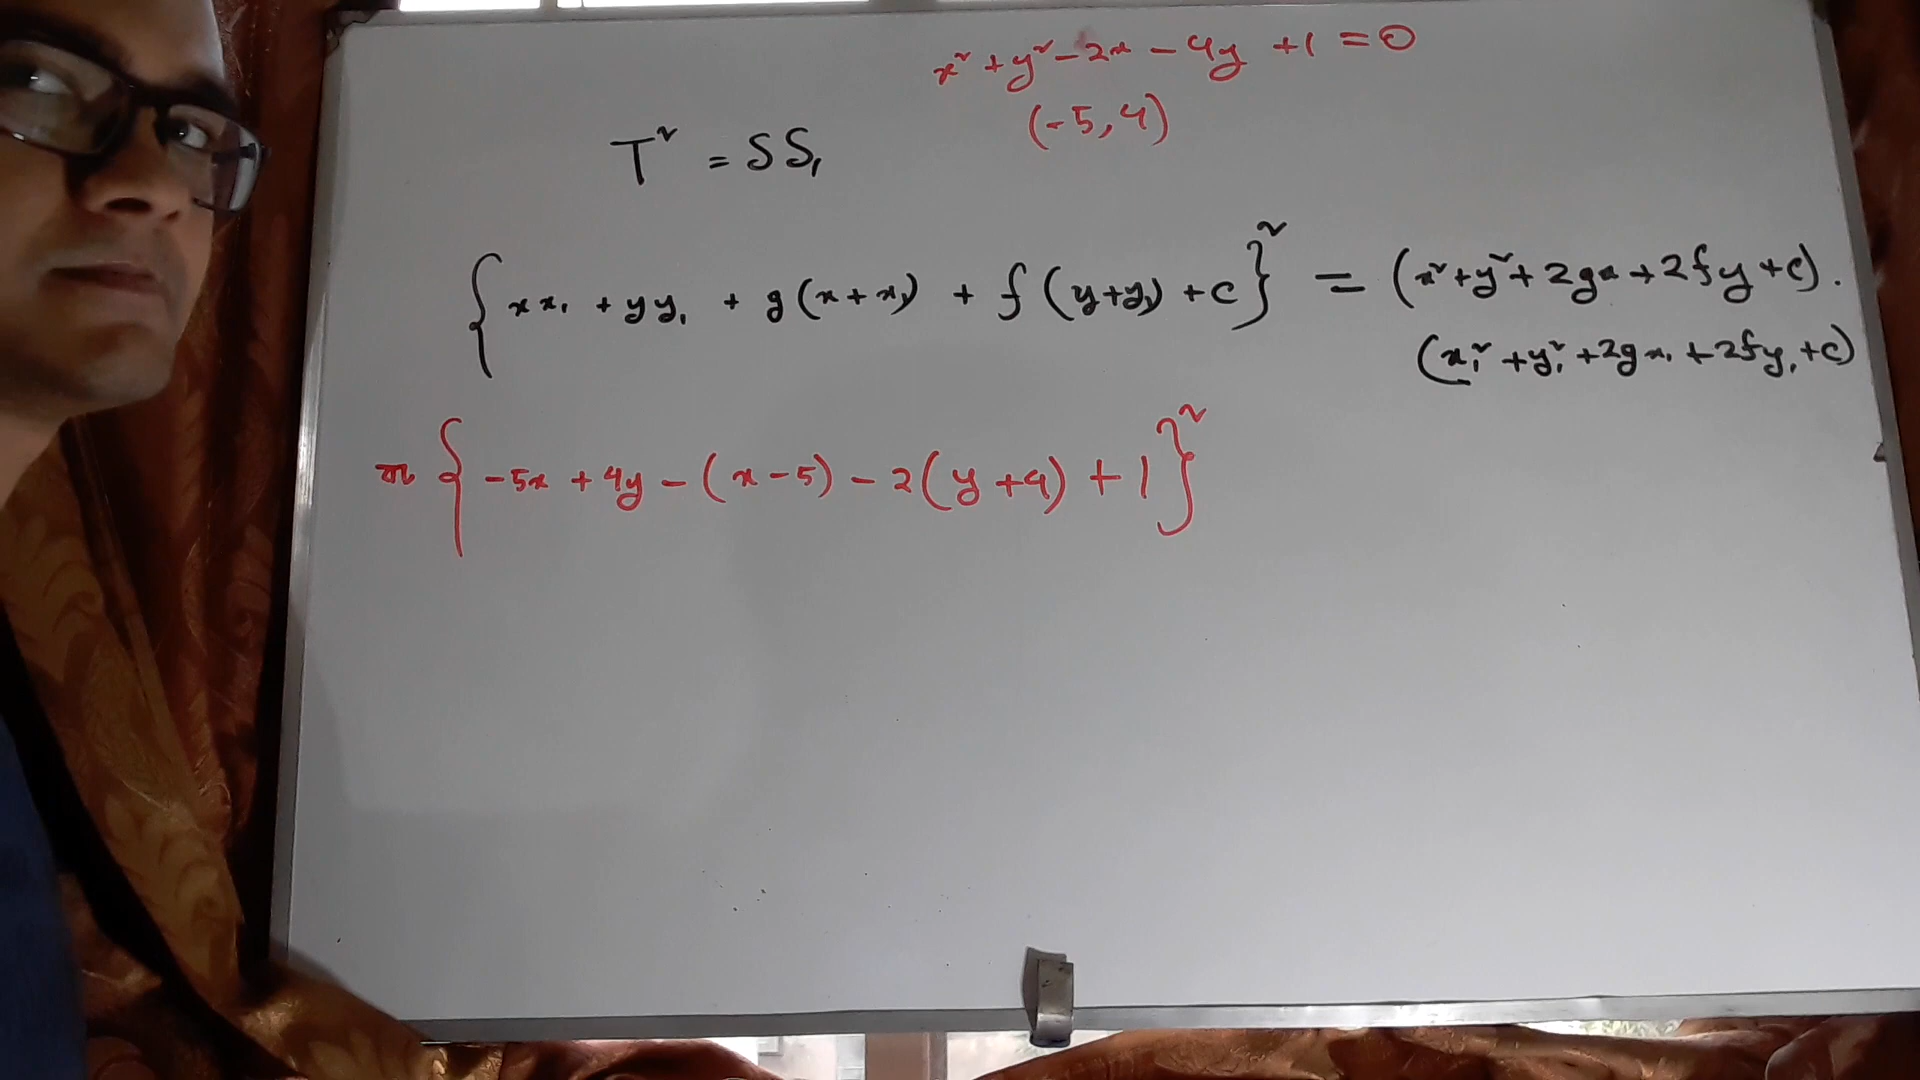 x² + y² - 2x - 4y + 1 = 0
(-5, 4)
T² = SS₁
{xx₁ + yy₁ + g(x + x₁) + f(y + y₁) + c}² = (x² + y² + 2gx + 2fy + c).
(x₁² + y₁² + 2gx₁ + 2fy₁ + c)
{-5x + 4y - (x - 5) - 2(y + 4) + 1}²